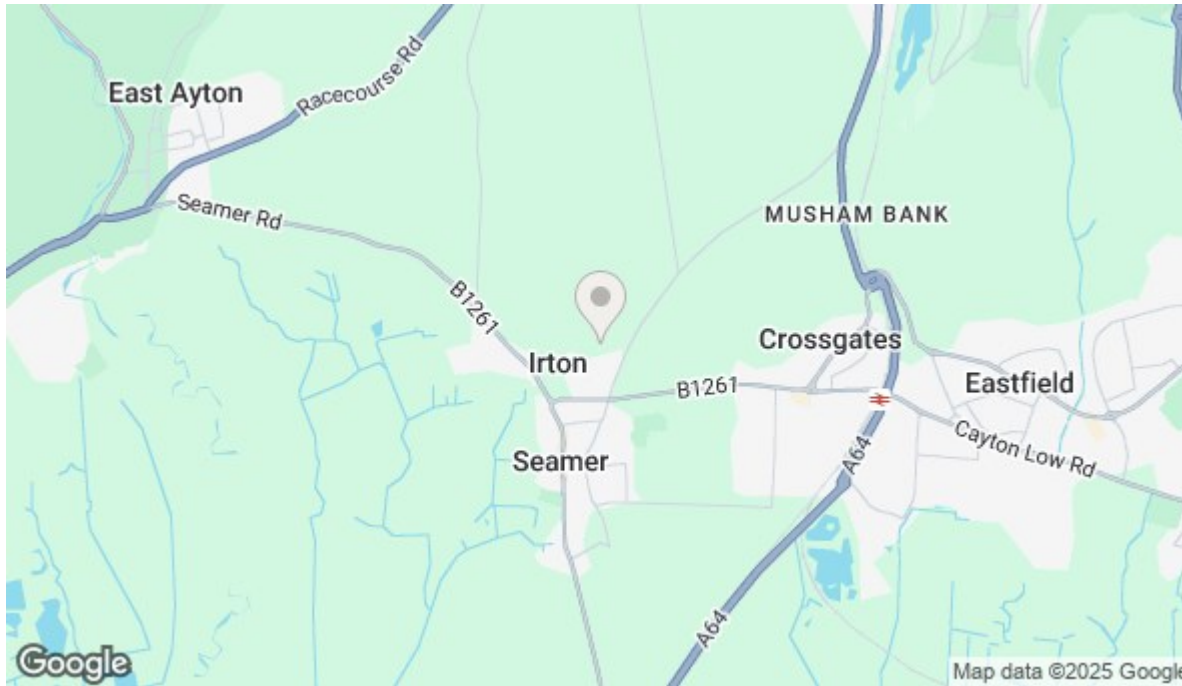 East Ayton
Racecourse Rd
Seamer Rd
MUSHAM BANK
B1261
Crossgates
Irton
Eastfield
B1261
Cayton Low Rd
Seamer
A64
A64
Google
Map data ©2025 Google